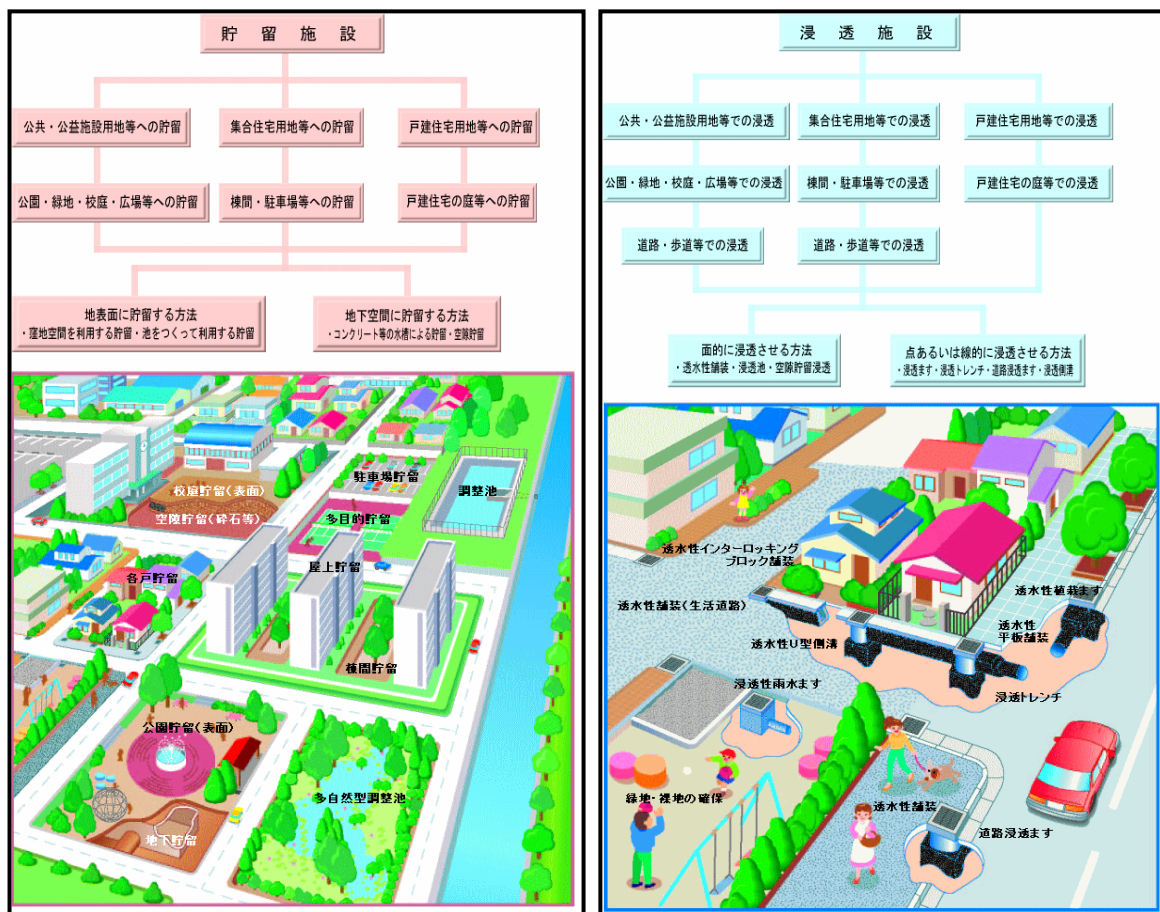 貯留施設
公共・公益施設用地等への貯留
集合住宅用地等への貯留
戸建住宅用地等への貯留
公園・緑地・校庭・広場等への貯留
棟間・駐車場等への貯留
戸建住宅の庭等への貯留
地表面に貯留する方法
・窪地空間を利用する貯留・池をつくって利用する貯留
地下空間に貯留する方法
・コンクリート等の水槽による貯留・空隙貯留
校庭貯留(表面)
空隙貯留(砕石等)
駐車場貯留
調整池
多目的貯留
屋上貯留
各戸貯留
棟間貯留
公園貯留(表面)
多自然型調整池
地下貯留
浸透施設
公共・公益施設用地等での浸透
集合住宅用地等での浸透
戸建住宅用地等での浸透
公園・緑地・校庭・広場等での浸透
棟間・駐車場等での浸透
戸建住宅の庭等での浸透
道路・歩道等での浸透
道路・歩道等での浸透
面的に浸透させる方法
・透水性舗装・浸透池・空隙貯留浸透
点あるいは線的に浸透させる方法
・浸透ます・浸透トレンチ・道路浸透ます・浸透側溝
透水性インターロッキング
ブロック舗装
透水性舗装(生活道路)
透水性植栽ます
透水性
平板舗装
透水性U型側溝
浸透トレンチ
浸透性雨水ます
緑地・裸地の確保
透水性舗装
道路浸透ます